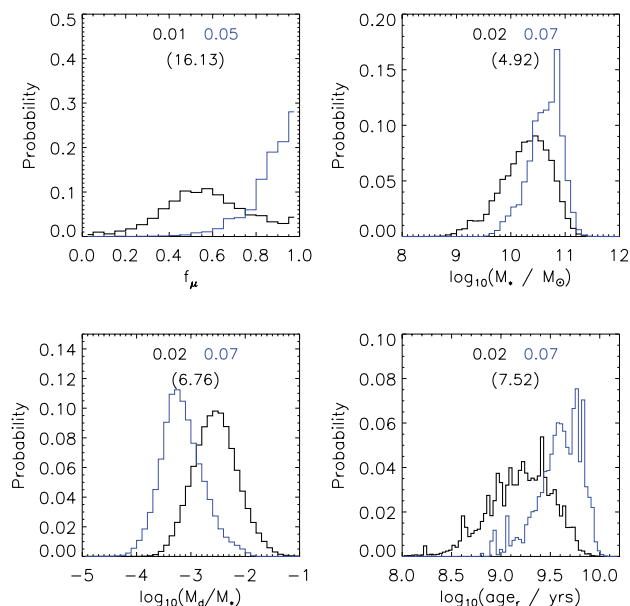 0.01 0.05
(16.13)
0.5
0.4
0.3
0.2
0.1
0.0
Probability
0.0 0.2 0.4 0.6 0.8 1.0
f_μ
0.02 0.07
(4.92)
0.20
0.15
0.10
0.05
0.00
Probability
8 9 10 11 12
log₁₀(M⋆ / M☉)
0.02 0.07
(6.76)
0.14
0.12
0.10
0.08
0.06
0.04
0.02
0.00
Probability
−5 −4 −3 −2 −1
log₁₀(M_d/M⋆)
0.02 0.07
(7.52)
0.10
0.08
0.06
0.04
0.02
0.00
Probability
8.0 8.5 9.0 9.5 10.0
log₁₀(age_r / yrs)